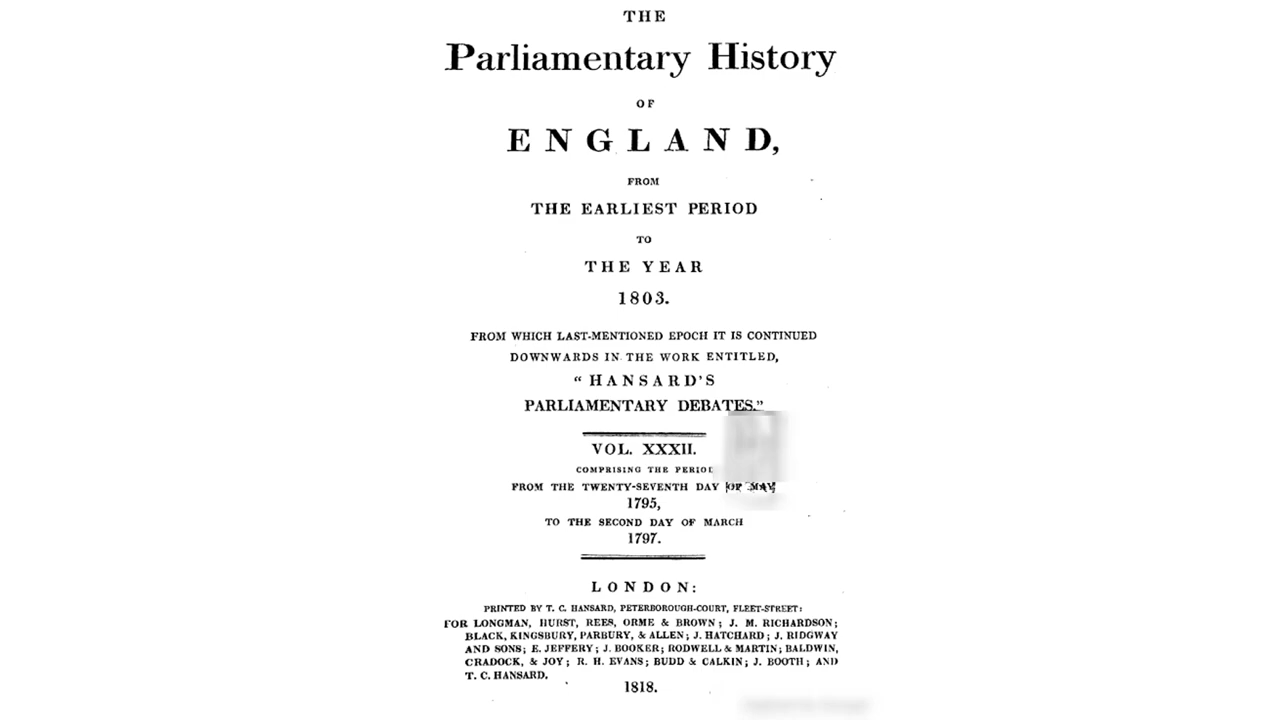 THE
Parliamentary History
OF
ENGLAND,
FROM
THE EARLIEST PERIOD
TO
THE YEAR
1803.
FROM WHICH LAST-MENTIONED EPOCH IT IS CONTINUED
DOWNWARDS IN THE WORK ENTITLED,
“HANSARD'S
PARLIAMENTARY DEBATES.”
VOL. XXXII.
COMPRISING THE PERIOD
FROM THE TWENTY-SEVENTH DAY OF MAY
1795,
TO THE SECOND DAY OF MARCH
1797.
LONDON:
PRINTED BY T. C. HANSARD, PETERBOROUGH-COURT, FLEET-STREET:
FOR LONGMAN, HURST, REES, ORME & BROWN; J. M. RICHARDSON;
BLACK, KINGSBURY, PARBURY, & ALLEN; J. HATCHARD; J. RIDGWAY
AND SONS; E. JEFFERY; J. BOOKER; RODWELL & MARTIN; BALDWIN,
CRADOCK, & JOY; R. H. EVANS; BUDD & CALKIN; J. BOOTH; AND
T. C. HANSARD.
1818.